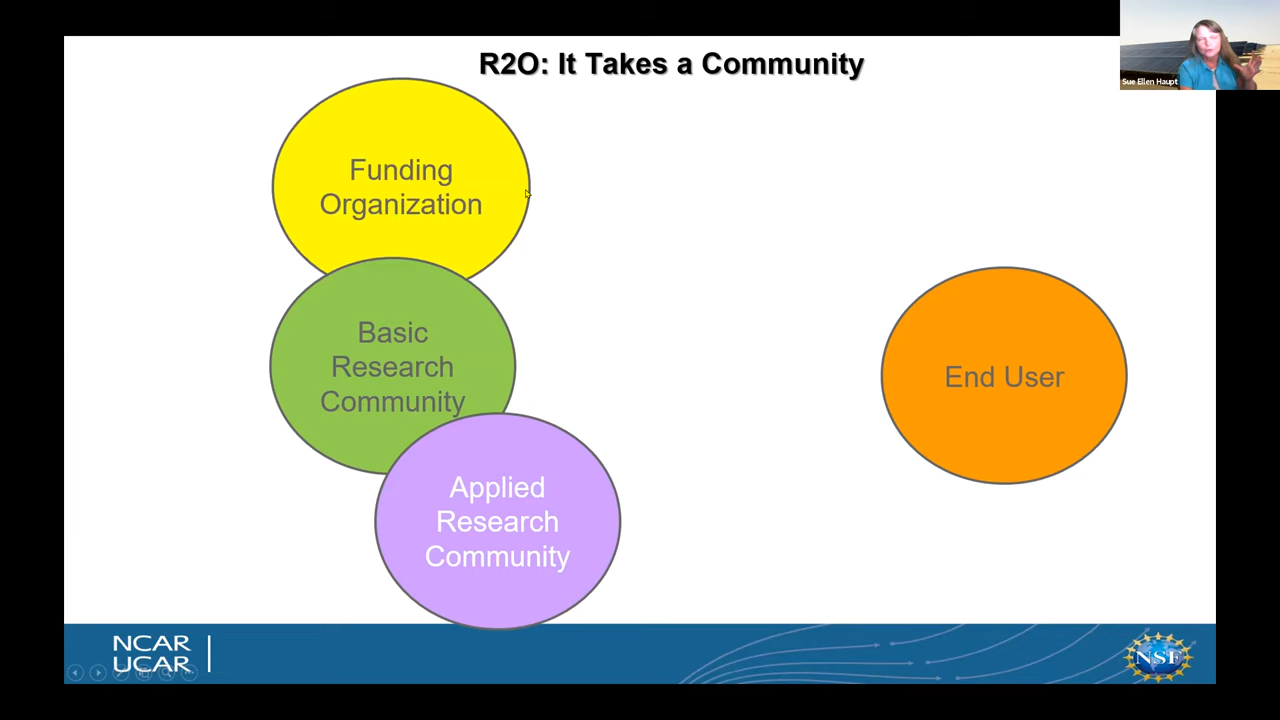 R2O: It Takes a Community
Sue Ellen Haupt
Funding
Organization
Basic
Research
Community
End User
Applied
Research
Community
NCAR
UCAR
NSF